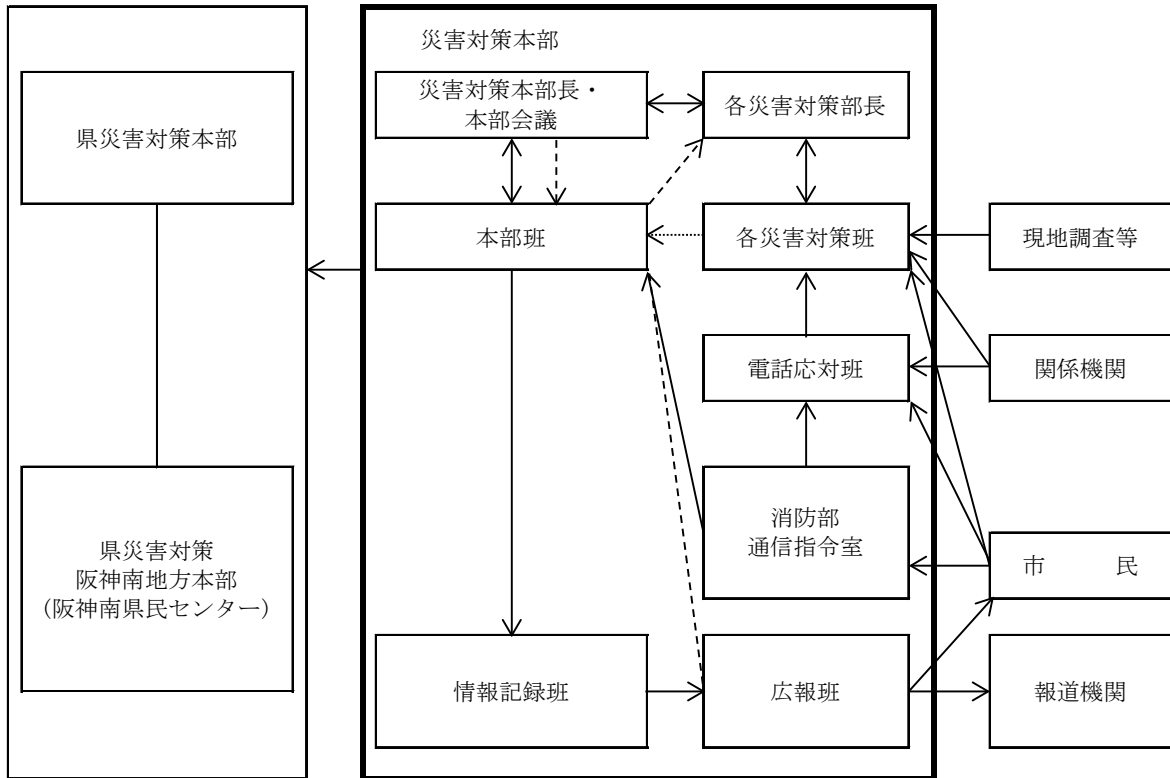 県災害対策本部
県災害対策
阪神南地方本部
（阪神南県民センター）
災害対策本部
災害対策本部長・
本部会議
各災害対策部長
本部班
各災害対策班
現地調査等
電話応対班
関係機関
消防部
通信指令室
市　　民
情報記録班
広報班
報道機関